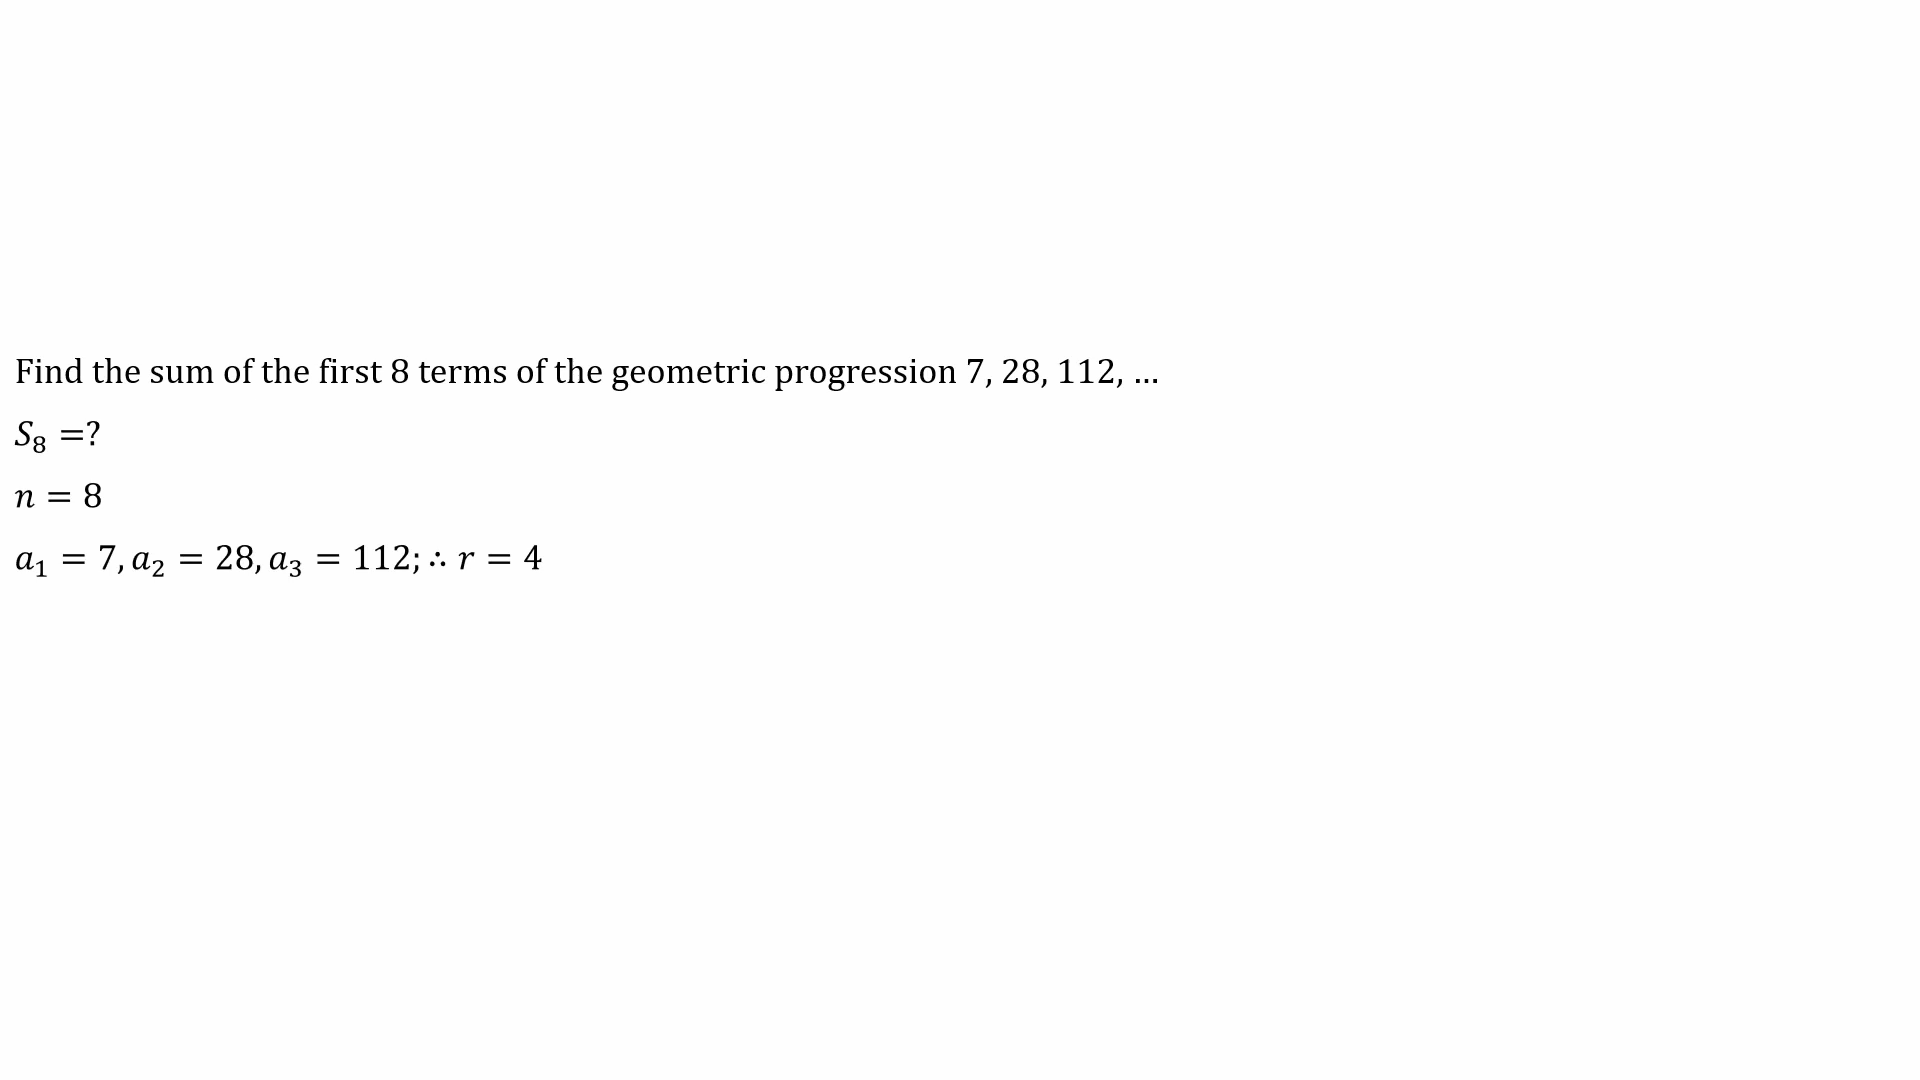 Find the sum of the first 8 terms of the geometric progression 7, 28, 112, …
S₈ =?
n = 8
a₁ = 7, a₂ = 28, a₃ = 112; ∴ r = 4